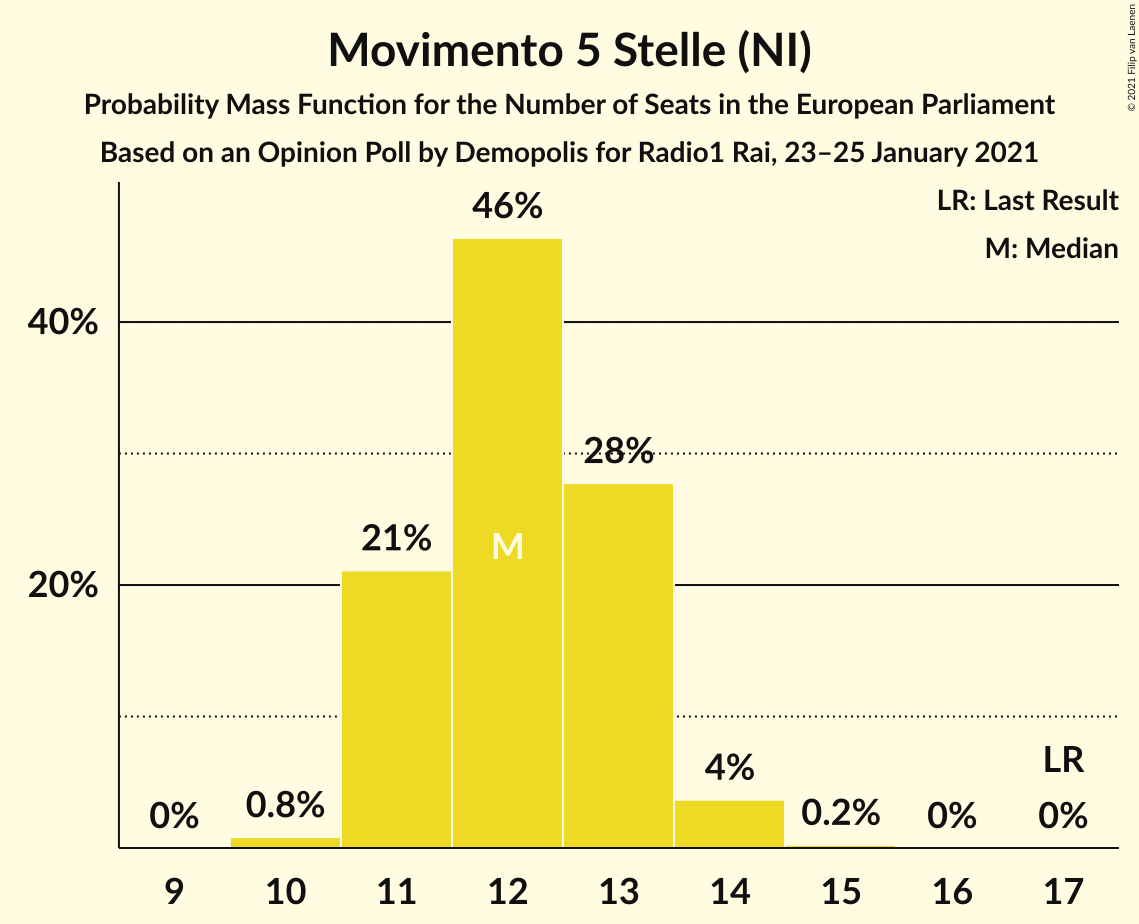 Movimento 5 Stelle (NI)
Probability Mass Function for the Number of Seats in the European Parliament
Based on an Opinion Poll by Demopolis for Radio1 Rai, 23–25 January 2021
© 2021 Filip van Laenen
LR: Last Result
M: Median
40%
20%
0%
0.8%
21%
46%
M
28%
4%
0.2%
0%
LR
0%
9 10 11 12 13 14 15 16 17